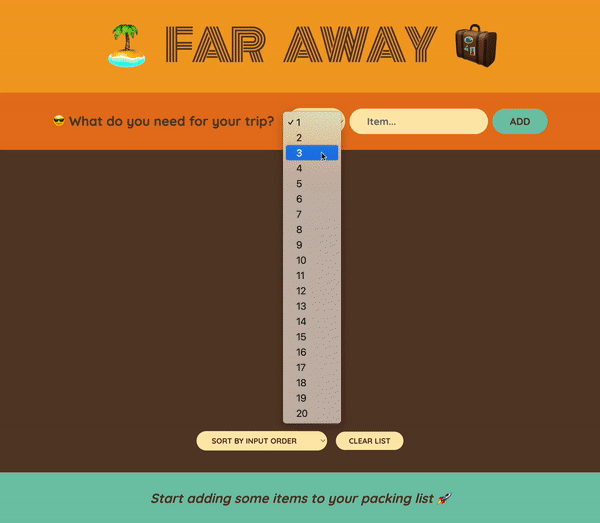 🏝️ FAR AWAY 🧳
😎 What do you need for your trip?
✓ 1
Item...
ADD
2
3
4
5
6
7
8
9
10
11
12
13
14
15
16
17
18
19
20
SORT BY INPUT ORDER
CLEAR LIST
Start adding some items to your packing list 🚀